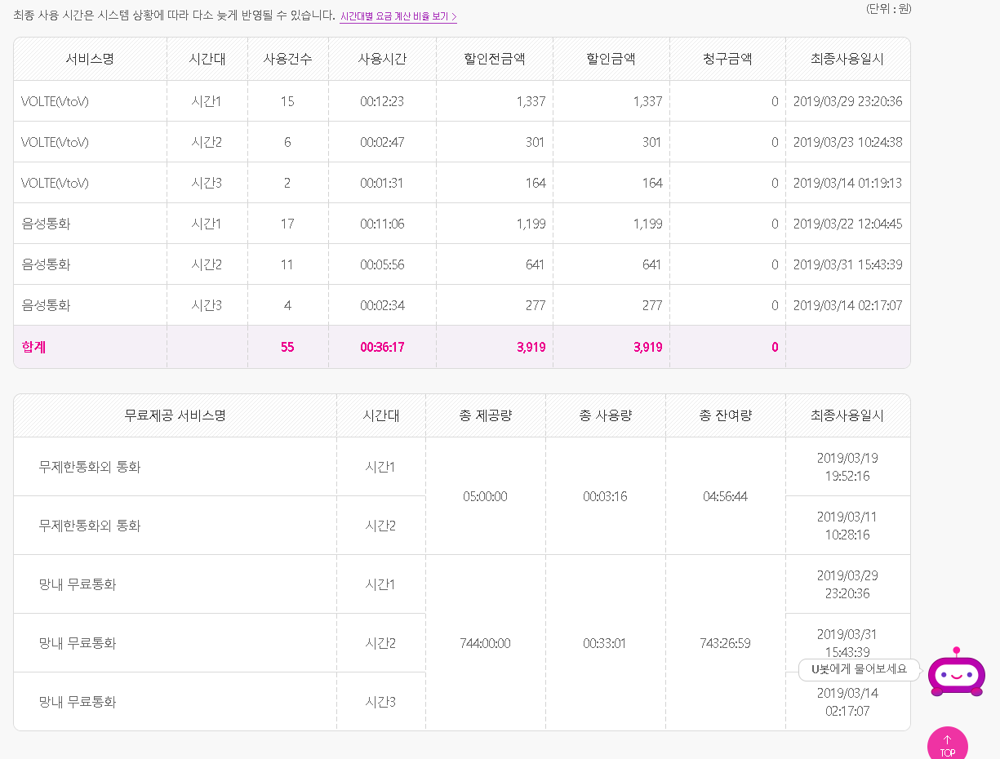 최종 사용 시간은 시스템 상황에 따라 다소 늦게 반영될 수 있습니다. 시간대별 요금 계산 비율 보기 >
(단위 : 원)
서비스명 시간대 사용건수 사용시간 할인전금액 할인금액 청구금액 최종사용일시
VOLTE(VtoV) 시간1 15 00:12:23 1,337 1,337 0 2019/03/29 23:20:36
VOLTE(VtoV) 시간2 6 00:02:47 301 301 0 2019/03/23 10:24:38
VOLTE(VtoV) 시간3 2 00:01:31 164 164 0 2019/03/14 01:19:13
음성통화 시간1 17 00:11:06 1,199 1,199 0 2019/03/22 12:04:45
음성통화 시간2 11 00:05:56 641 641 0 2019/03/31 15:43:39
음성통화 시간3 4 00:02:34 277 277 0 2019/03/14 02:17:07
합계 55 00:36:17 3,919 3,919 0
무료제공 서비스명 시간대 총 제공량 총 사용량 총 잔여량 최종사용일시
무제한통화외 통화 시간1 2019/03/19
19:52:16
05:00:00 00:03:16 04:56:44
무제한통화외 통화 시간2 2019/03/11
10:28:16
망내 무료통화 시간1 2019/03/29
23:20:36
망내 무료통화 시간2 744:00:00 00:33:01 743:26:59 2019/03/31
15:43:39
U봇에게 물어보세요
망내 무료통화 시간3 2019/03/14
02:17:07
TOP